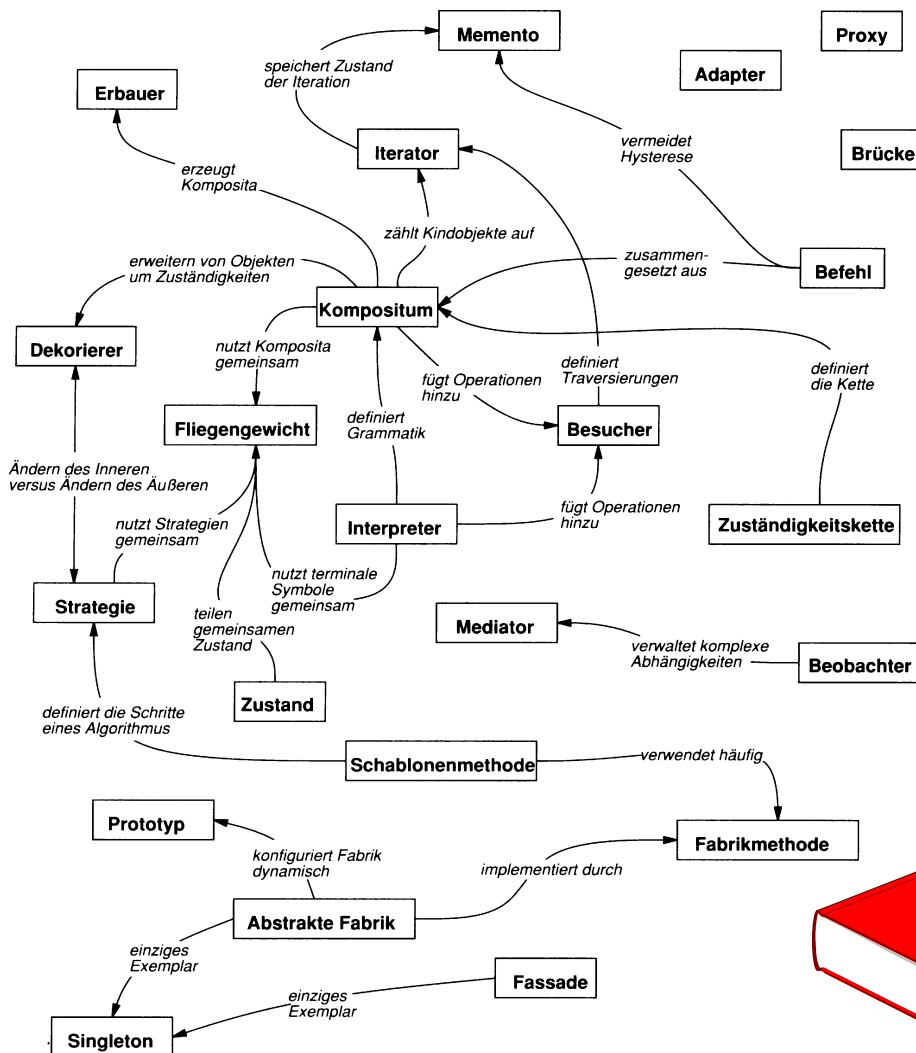 Memento
Proxy
Adapter
speichert Zustand
der Iteration
Erbauer
vermeidet
Hysterese
Iterator
Brücke
erzeugt
Komposita
zählt Kindobjekte auf
erweitern von Objekten
um Zuständigkeiten
zusammen-
gesetzt aus
Befehl
Kompositum
Dekorierer
nutzt Komposita
gemeinsam
fügt Operationen
hinzu
definiert
Traversierungen
definiert
die Kette
definiert
Grammatik
Fliegengewicht
Besucher
Ändern des Inneren
versus Ändern des Äußeren
nutzt Strategien
gemeinsam
Interpreter
fügt Operationen
hinzu
Zuständigkeitskette
nutzt terminale
Symbole
gemeinsam
Strategie
teilen
gemeinsamen
Zustand
Mediator
verwaltet komplexe
Abhängigkeiten
Beobachter
Zustand
definiert die Schritte
eines Algorithmus
Schablonenmethode
verwendet häufig
Prototyp
Fabrikmethode
konfiguriert Fabrik
dynamisch
implementiert durch
Abstrakte Fabrik
einziges
Exemplar
Fassade
einziges
Exemplar
Singleton